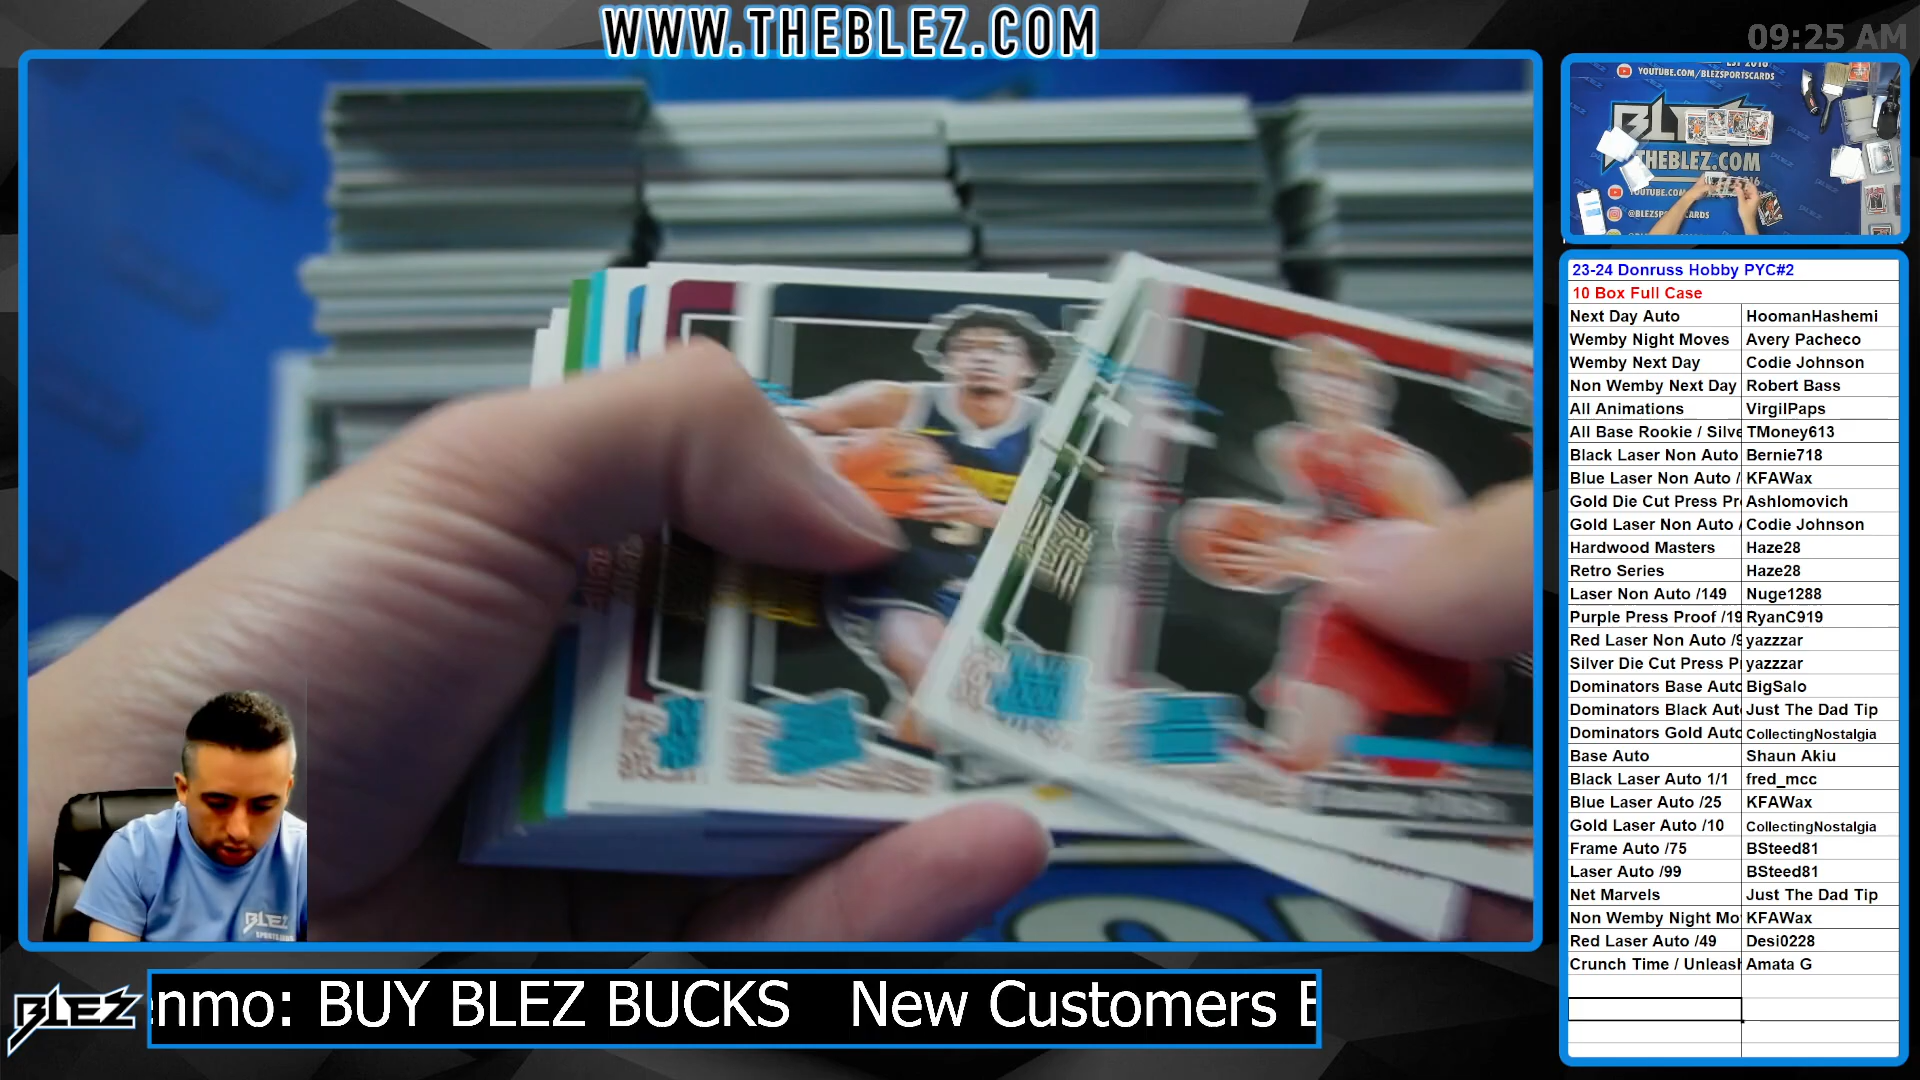 WWW.THEBLEZ.COM
09:25 AM
YOUTUBE.COM/BLEZSPORTSCARDS
THEBLEZ.COM
23-24 Donruss Hobby PYC#2
10 Box Full Case
Next Day Auto HoomanHashemi
Wemby Night Moves Avery Pacheco
Wemby Next Day Codie Johnson
Non Wemby Next Day Robert Bass
All Animations VirgilPaps
All Base Rookie / Silve TMoney613
Black Laser Non Auto Bernie718
Blue Laser Non Auto / KFAWax
Gold Die Cut Press Pr Ashlomovich
Gold Laser Non Auto / Codie Johnson
Hardwood Masters Haze28
Retro Series Haze28
Laser Non Auto /149 Nuge1288
Purple Press Proof /19 RyanC919
Red Laser Non Auto /9 yazzzar
Silver Die Cut Press P yazzzar
Dominators Base Auto BigSalo
Dominators Black Aut Just The Dad Tip
Dominators Gold Auto CollectingNostalgia
Base Auto Shaun Akiu
Black Laser Auto 1/1 fred_mcc
Blue Laser Auto /25 KFAWax
Gold Laser Auto /10 CollectingNostalgia
Frame Auto /75 BSteed81
Laser Auto /99 BSteed81
Net Marvels Just The Dad Tip
Non Wemby Night Mo KFAWax
Red Laser Auto /49 Desi0228
Crunch Time / Unleash Amata G
BLEZ
BLEZ
nmo: BUY BLEZ BUCKS New Customers E